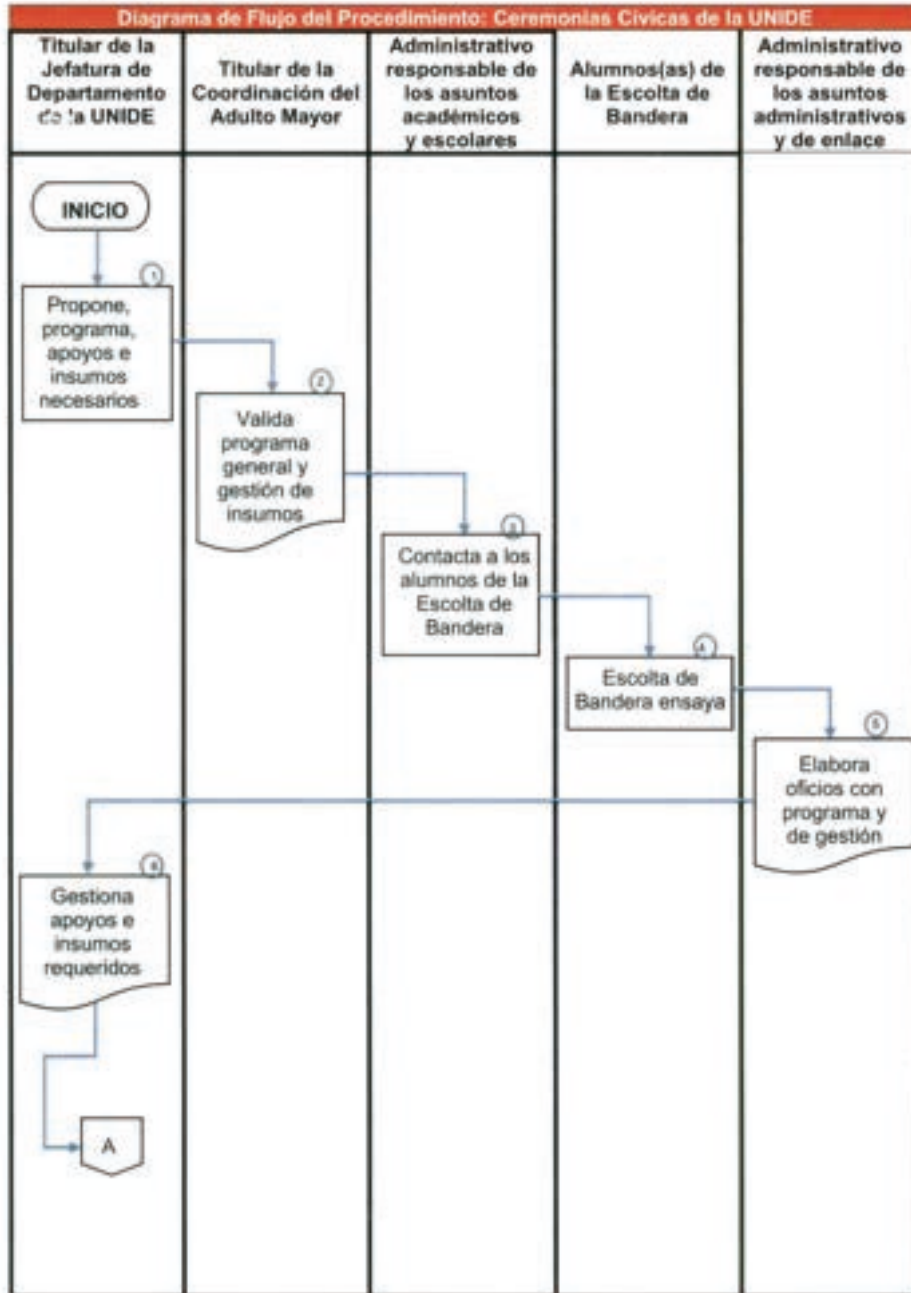 Diagrama de Flujo del Procedimiento: Ceremonias Cívicas de la UNIDE
Titular de la
Jefatura de
Departamento
de la UNIDE
Titular de la
Coordinación del
Adulto Mayor
Administrativo
responsable de
los asuntos
académicos
y escolares
Alumnos(as) de
la Escolta de
Bandera
Administrativo
responsable de
los asuntos
administrativos
y de enlace
INICIO
1
Propone,
programa,
apoyos e
insumos
necesarios
2
Valida
programa
general y
gestión de
insumos
3
Contacta a los
alumnos de la
Escolta de
Bandera
4
Escolta de
Bandera ensaya
5
Elabora
oficios con
programa y
de gestión
6
Gestiona
apoyos e
insumos
requeridos
A